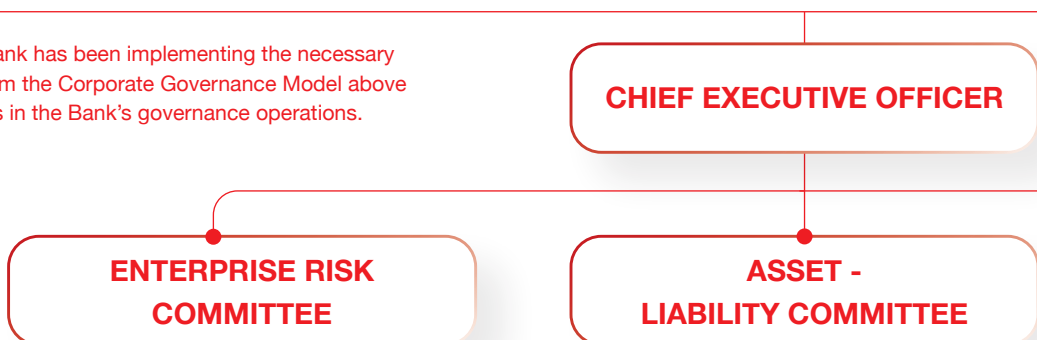 ank has been implementing the necessary
m the Corporate Governance Model above
s in the Bank's governance operations.
CHIEF EXECUTIVE OFFICER
ENTERPRISE RISK
COMMITTEE
ASSET -
LIABILITY COMMITTEE